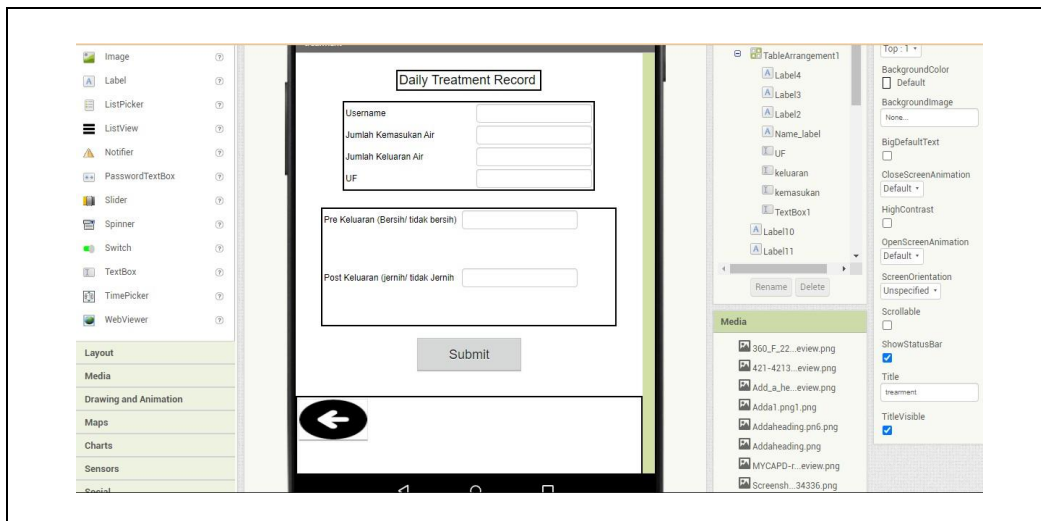 Image
Label
ListPicker
ListView
Notifier
PasswordTextBox
Slider
Spinner
Switch
TextBox
TimePicker
WebViewer
Layout
Media
Drawing and Animation
Maps
Charts
Sensors
Social
Daily Treatment Record
Username
Jumlah Kemasukan Air
Jumlah Keluaran Air
UF
Pre Keluaran (Bersih/ tidak bersih)
Post Keluaran (jernih/ tidak Jernih
Submit
TableArrangement1
Label4
Label3
Label2
Name_label
UF
keluaran
kemasukan
TextBox1
Label10
Label11
Rename Delete
Media
360_F_22...eview.png
421-4213...eview.png
Add_a_he...eview.png
Adda1.png1.png
Addaheading.pn6.png
Addaheading.png
MYCAPD-r...eview.png
Screensh...34336.png
Top : 1
BackgroundColor
Default
BackgroundImage
None...
BigDefaultText
CloseScreenAnimation
Default
HighContrast
OpenScreenAnimation
Default
ScreenOrientation
Unspecified
Scrollable
ShowStatusBar
Title
trearment
TitleVisible